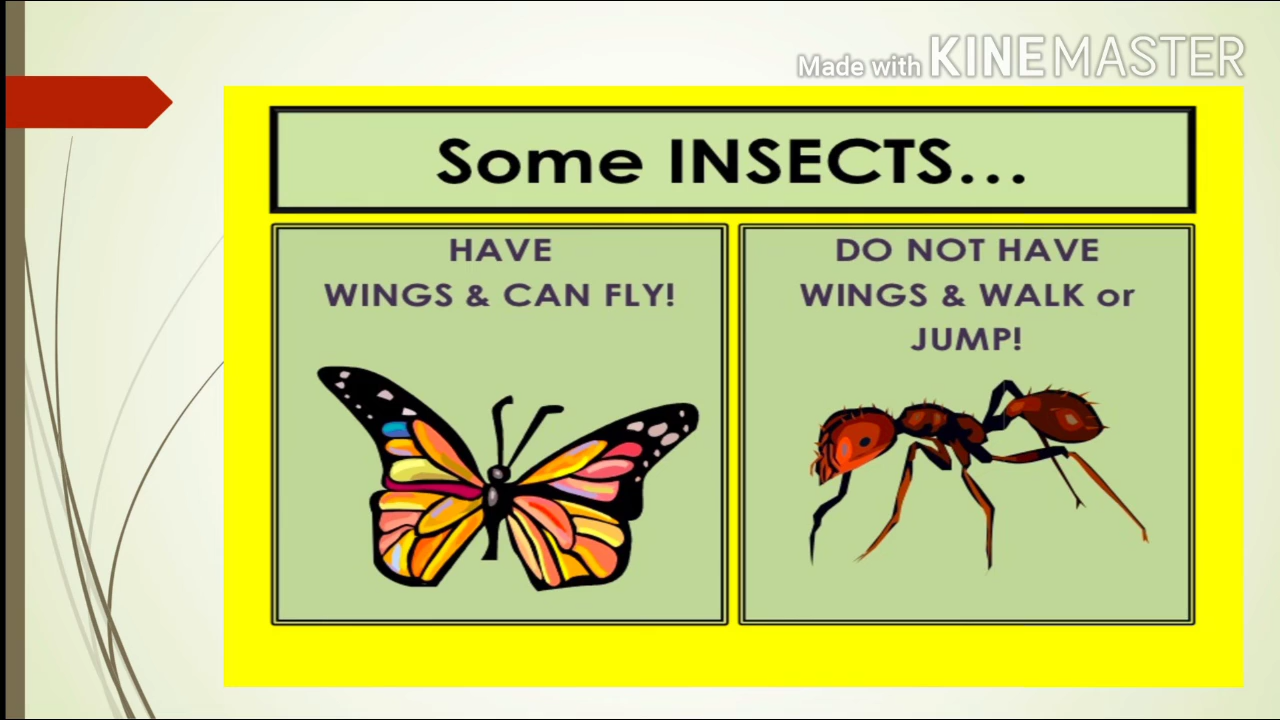 Made with KINEMASTER
Some INSECTS...
HAVE
WINGS & CAN FLY!
DO NOT HAVE
WINGS & WALK or
JUMP!